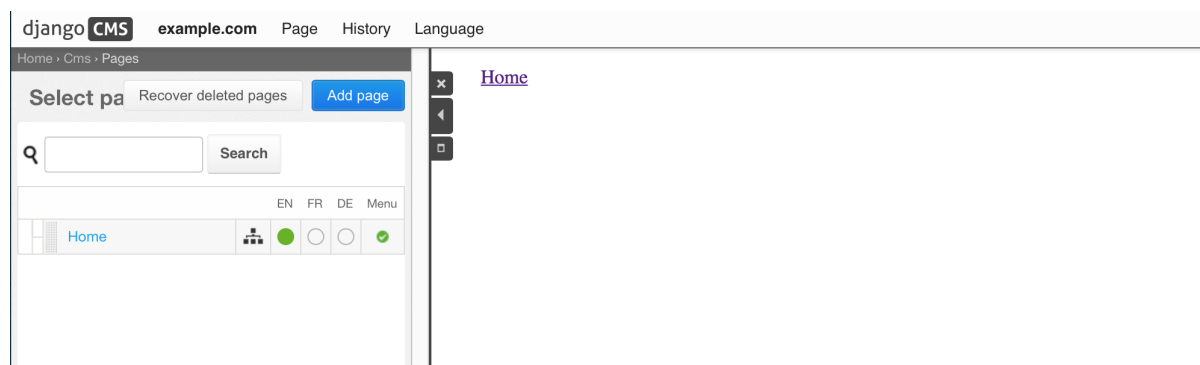 django CMS example.com Page History Language
Home › Cms › Pages
Select pa Recover deleted pages Add page
Home
Search
EN FR DE Menu
Home